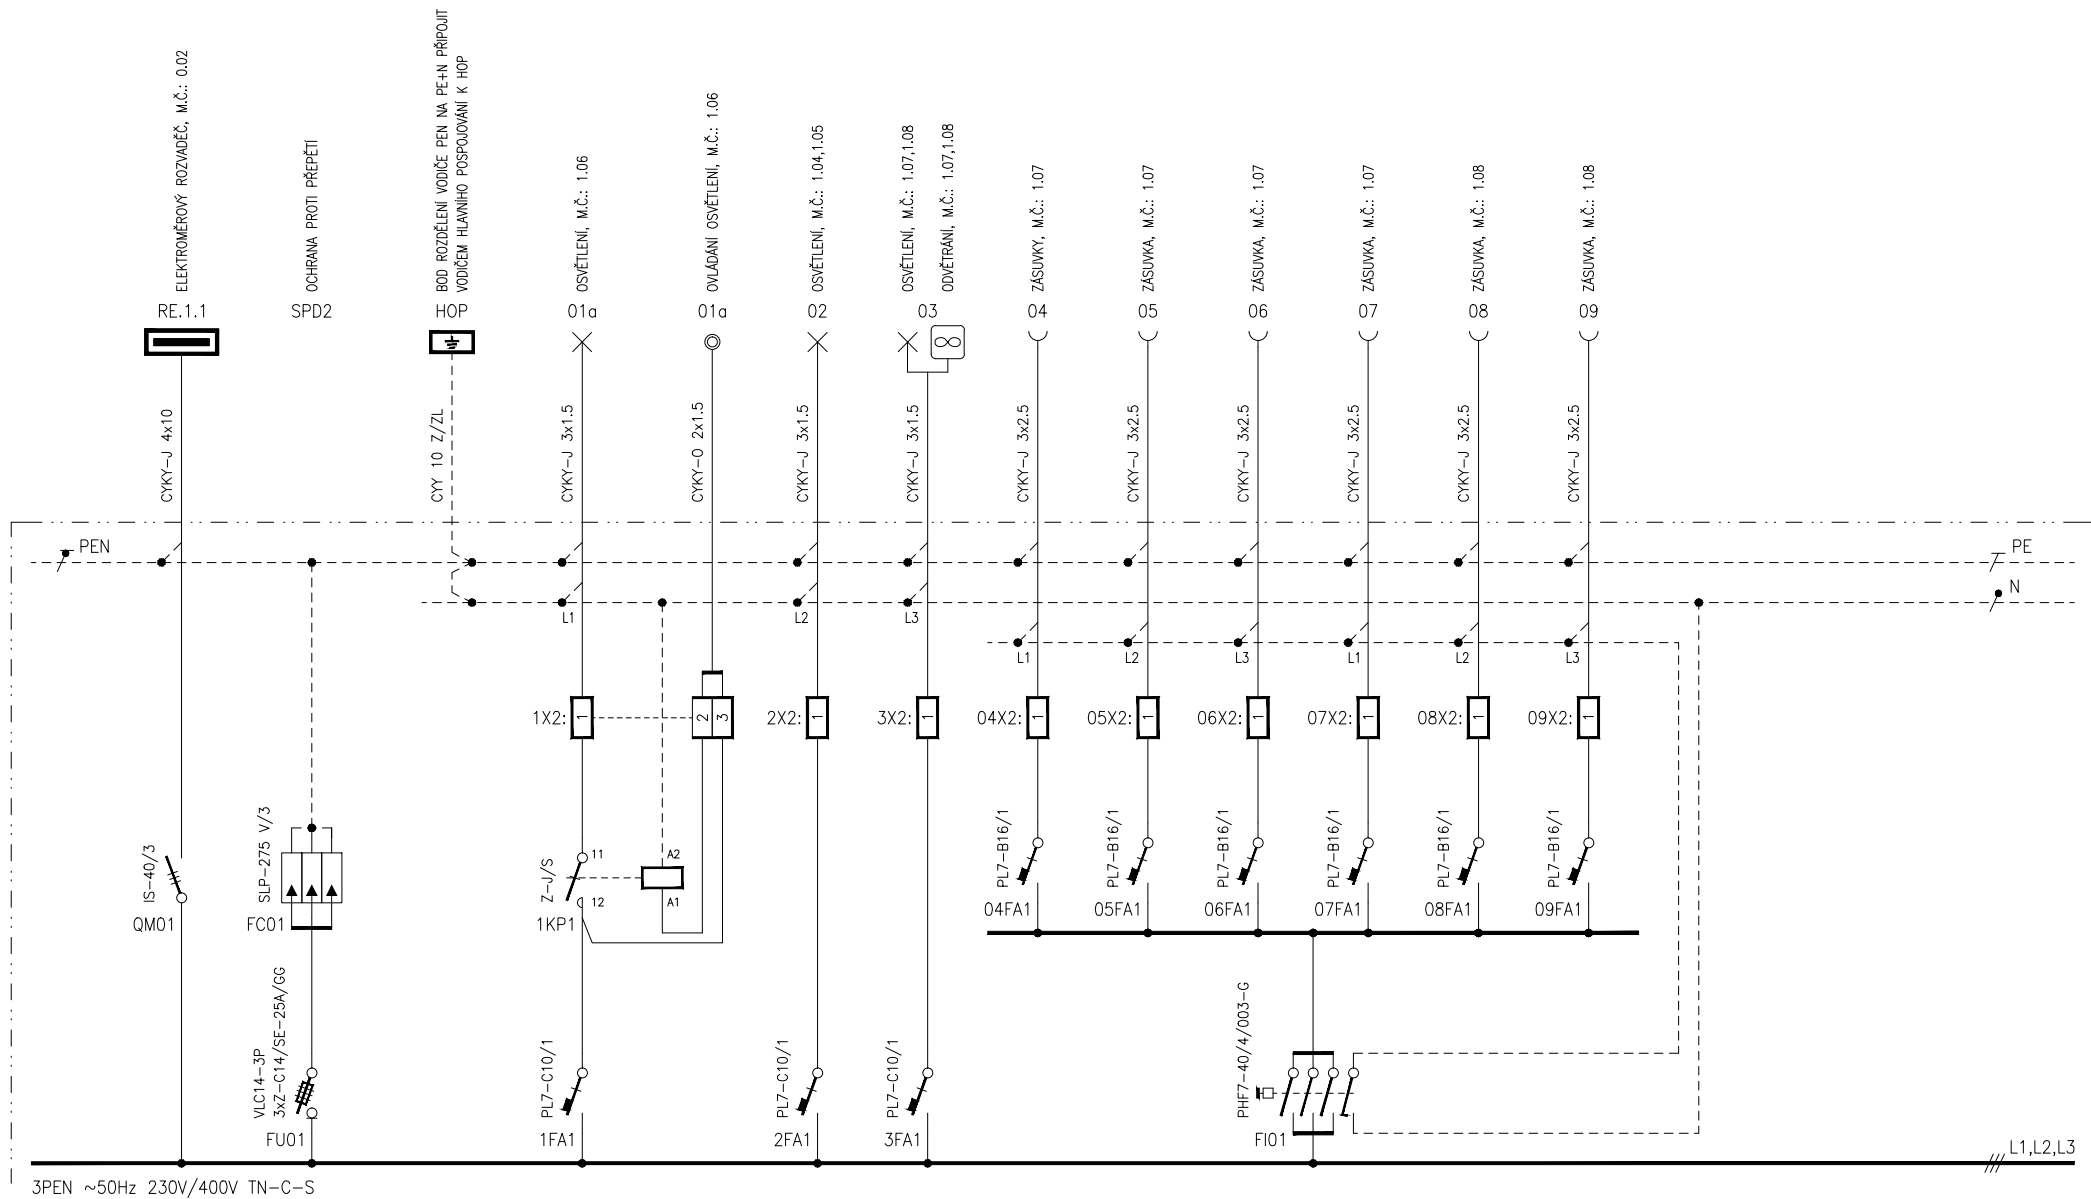 ELEKTROMĚROVÝ ROZVADĚČ, M.Č.: 0.02
OCHRANA PROTI PŘEPĚTÍ
BOD ROZDĚLENÍ VODIČE PEN NA PE+N PŘIPOJIT
VODIČEM HLAVNÍHO POSPOJOVÁNÍ K HOP
OSVĚTLENÍ, M.Č.: 1.06
OVLÁDÁNÍ OSVĚTLENÍ, M.Č.: 1.06
OSVĚTLENÍ, M.Č.: 1.04,1.05
OSVĚTLENÍ, M.Č.: 1.07,1.08
ODVĚTRÁNÍ, M.Č.: 1.07,1.08
ZÁSUVKY, M.Č.: 1.07
ZÁSUVKA, M.Č.: 1.07
ZÁSUVKA, M.Č.: 1.07
ZÁSUVKA, M.Č.: 1.07
ZÁSUVKA, M.Č.: 1.08
ZÁSUVKA, M.Č.: 1.08
RE.1.1
SPD2
HOP
01a
01a
02
03
04
05
06
07
08
09
CYKY-J 4x10
CYY 10 Z/ZL
CYKY-J 3x1.5
CYKY-O 2x1.5
CYKY-J 3x1.5
CYKY-J 3x1.5
CYKY-J 3x2.5
CYKY-J 3x2.5
CYKY-J 3x2.5
CYKY-J 3x2.5
CYKY-J 3x2.5
CYKY-J 3x2.5
PEN
PE
N
L1
L2
L3
L1
L2
L3
L1
L2
L3
1X2:
1
2
3
2X2:
1
3X2:
1
04X2:
1
05X2:
1
06X2:
1
07X2:
1
08X2:
1
09X2:
1
IS-40/3
QM01
SLP-275 V/3
FC01
Z-J/S
11
12
1KP1
A2
A1
PL7-B16/1
04FA1
PL7-B16/1
05FA1
PL7-B16/1
06FA1
PL7-B16/1
07FA1
PL7-B16/1
08FA1
PL7-B16/1
09FA1
VLC14-3P
3xZ-C14/SE-25A/GG
FU01
PL7-C10/1
1FA1
PL7-C10/1
2FA1
PL7-C10/1
3FA1
PHF7-40/4/003-G
FI01
L1,L2,L3
3PEN ~50Hz 230V/400V TN-C-S